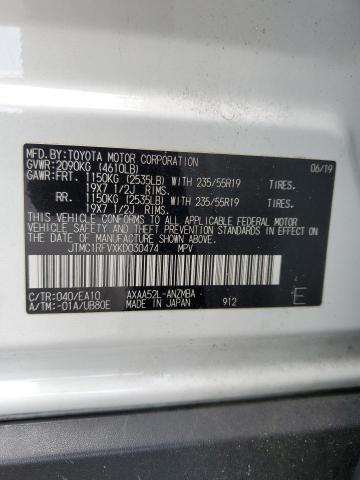 MFD.BY:TOYOTA MOTOR CORPORATION 06/19
GVWR:2090KG (4610LB)
GAWR:FRT. 1150KG (2535LB) WITH 235/55R19 TIRES.
19X7 1/2J RIMS.
RR. 1150KG (2535LB) WITH 235/55R19 TIRES.
19X7 1/2J RIMS.
THIS VEHICLE CONFORMS TO ALL APPLICABLE FEDERAL MOTOR
VEHICLE SAFETY, BUMPER, AND THEFT PREVENTION STANDARDS
IN EFFECT ON THE DATE OF MANUFACTURE SHOWN ABOVE.
JTMC1RFVXKD030474 MPV
C/TR:040/EA10 AXAA52L-ANZMBA
A/TM:-01A/UB80E MADE IN JAPAN 912
E